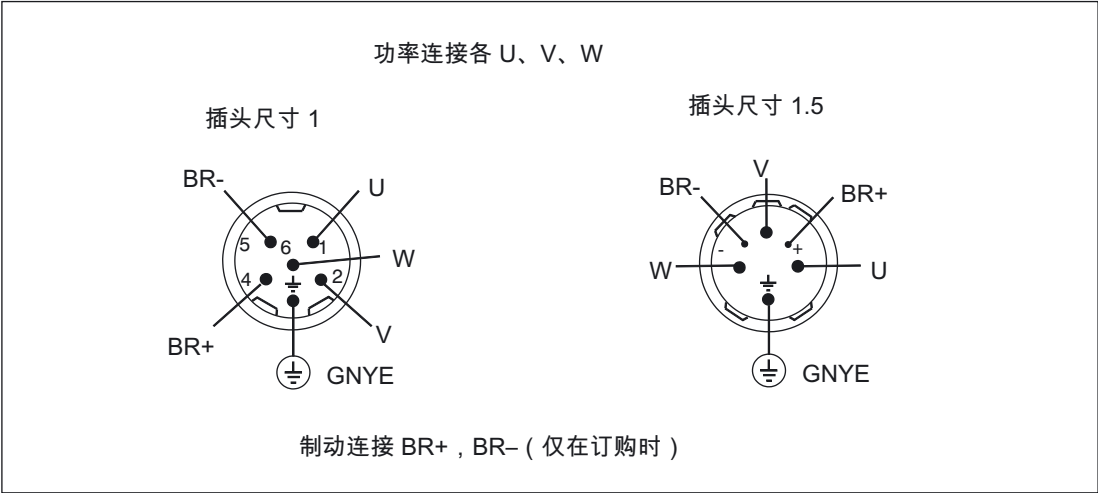 功率连接各 U、V、W
插头尺寸 1
插头尺寸 1.5
BR-
U
5
6
1
W
4
2
BR+
V
GNYE
V
BR-
BR+
-
+
W
U
GNYE
制动连接 BR+，BR–（仅在订购时）